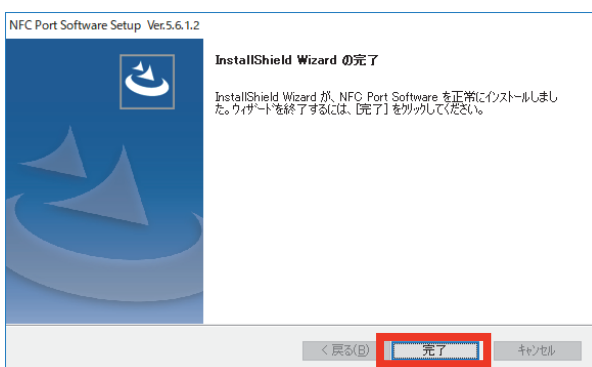 NFC Port Software Setup Ver.5.6.1.2
InstallShield Wizard の完了
InstallShield Wizard が、NFC Port Software を正常にインストールしまし
た。ウィザードを終了するには、[完了] をクリックしてください。
< 戻る(B)
完了
キャンセル